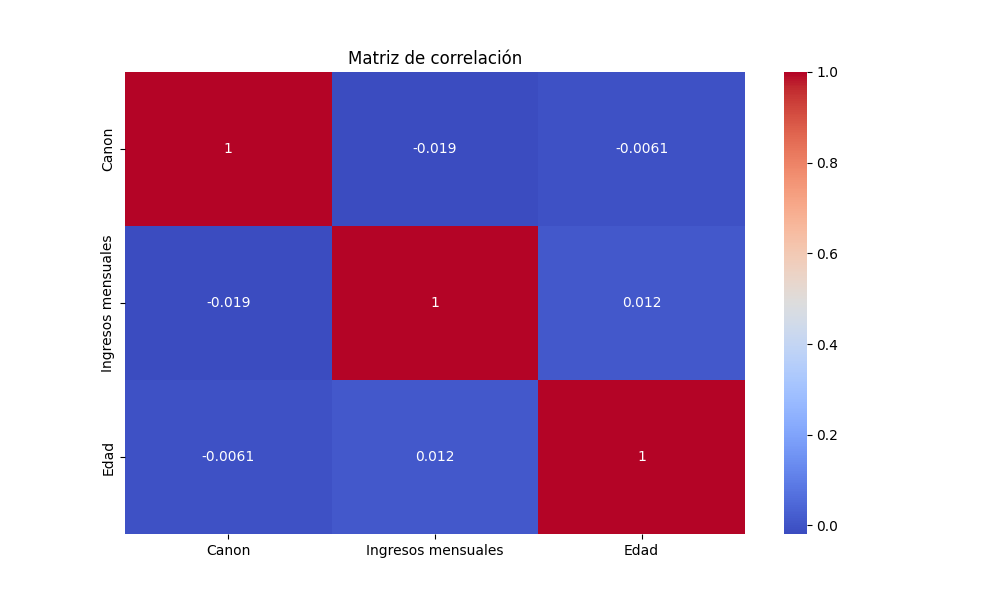 Matriz de correlación
Canon
1
-0.019
-0.0061
Ingresos mensuales
-0.019
1
0.012
Edad
-0.0061
0.012
1
Canon
Ingresos mensuales
Edad
1.0
0.8
0.6
0.4
0.2
0.0